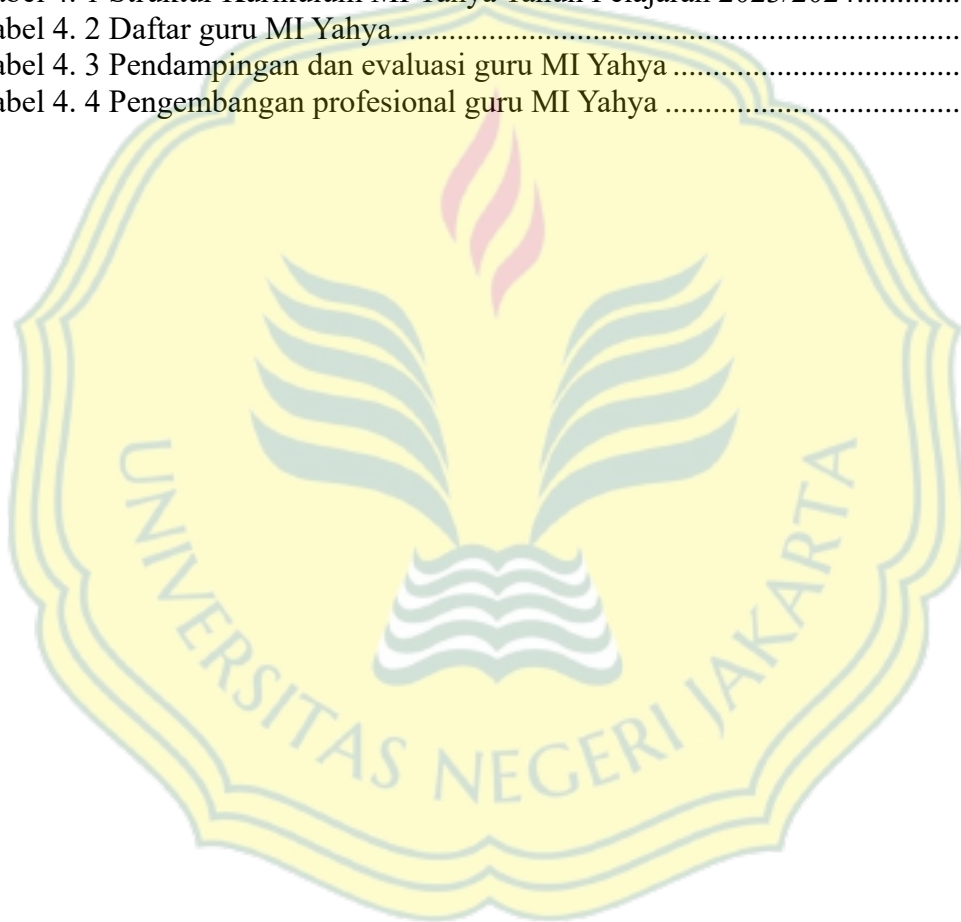 abel 4. 2 Daftar guru MI Yahya
abel 4. 3 Pendampingan dan evaluasi guru MI Yahya
abel 4. 4 Pengembangan profesional guru MI Yahya
UNIVERSITAS NEGERI JAKARTA